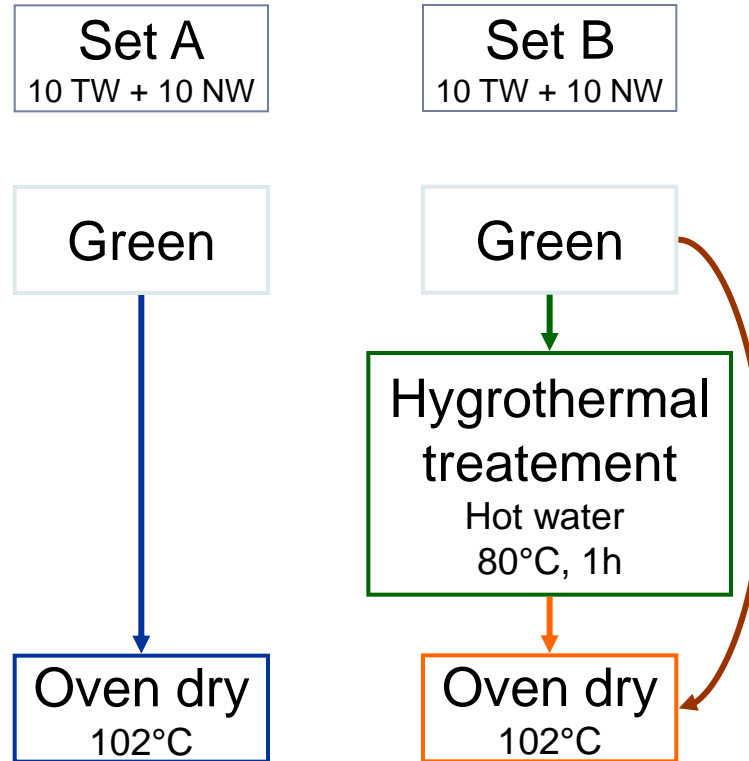 Set A
10 TW + 10 NW
Set B
10 TW + 10 NW
Green
Green
Hygrothermal
treatement
Hot water
80°C, 1h
Oven dry
102°C
Oven dry
102°C